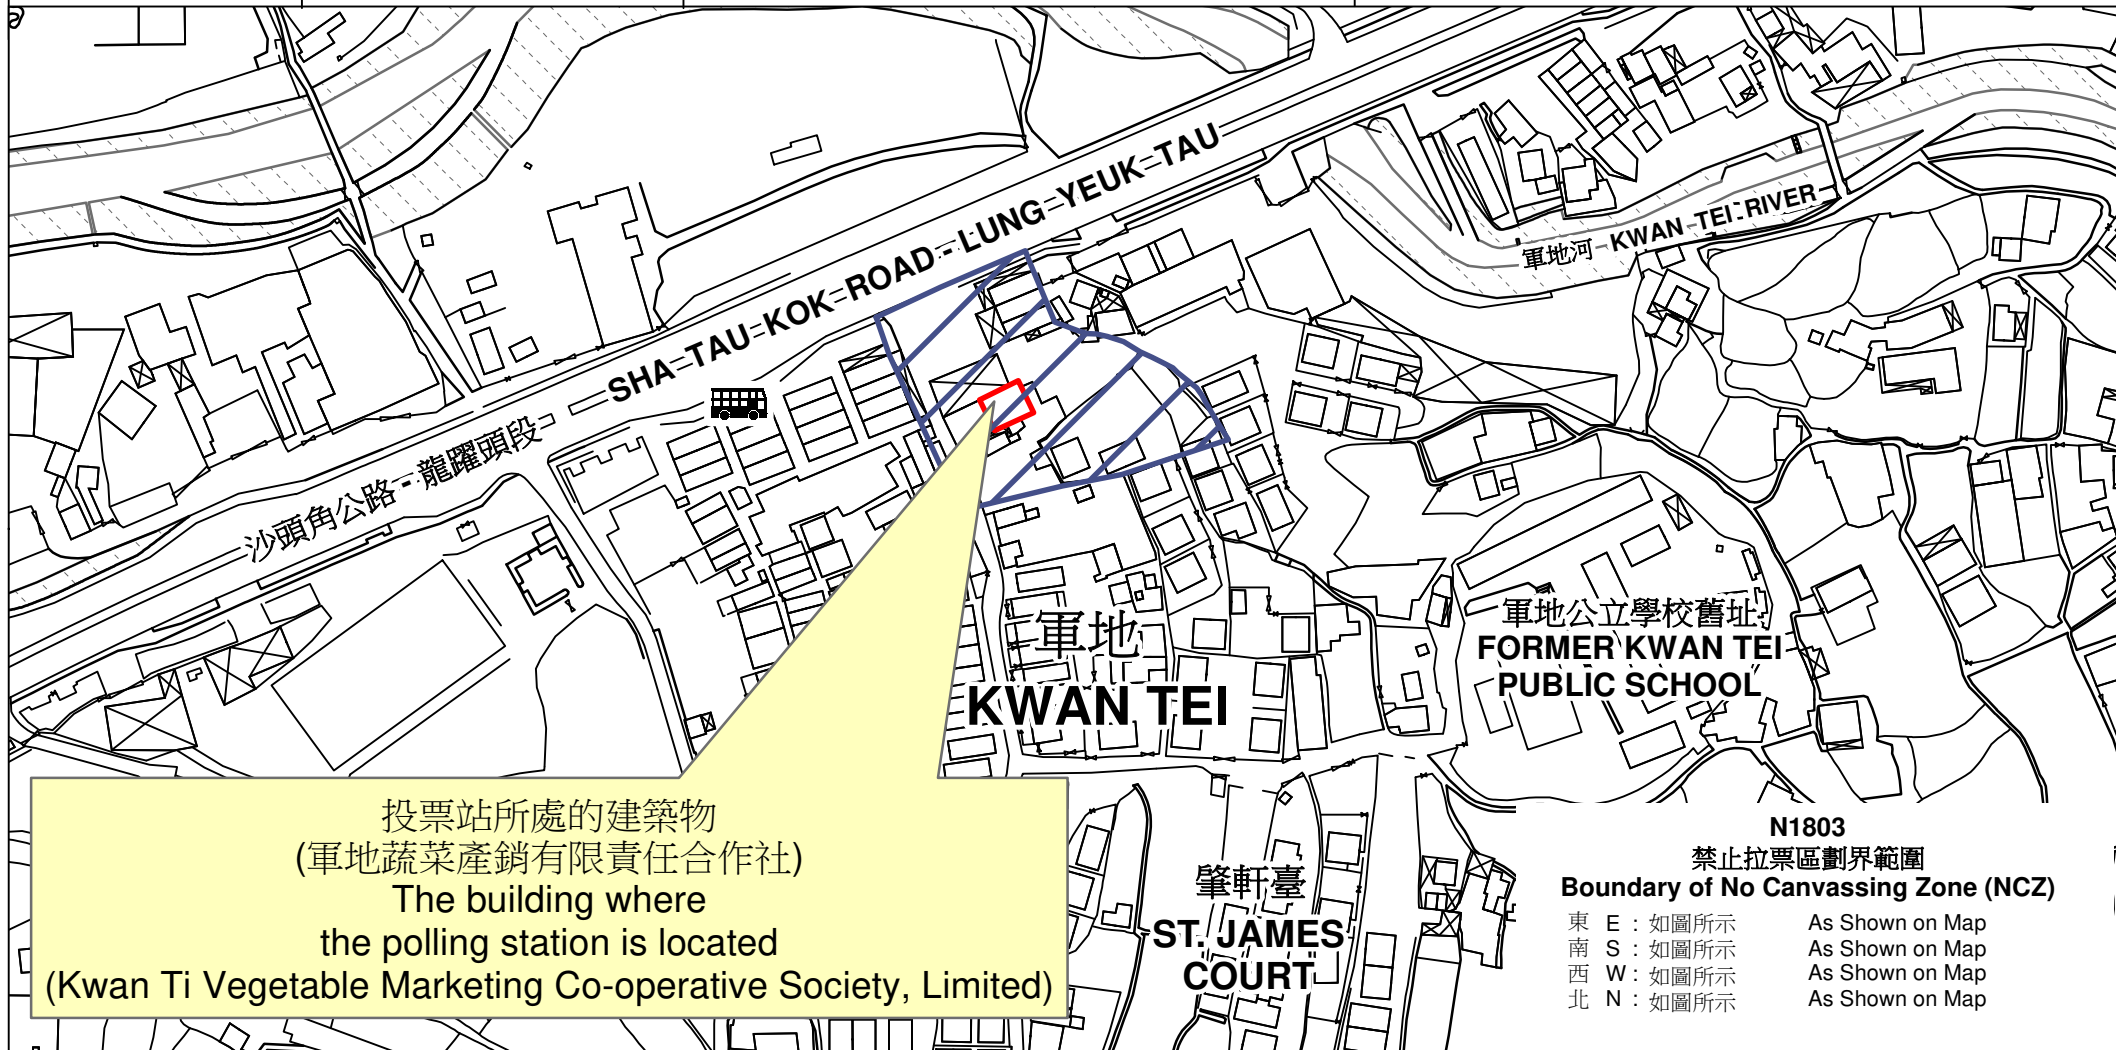 SHA TAU KOK ROAD - LUNG YEUK TAU
沙頭角公路 - 龍躍頭段
軍地河 KWAN TEI RIVER
軍地
KWAN TEI
軍地公立學校舊址
FORMER KWAN TEI
PUBLIC SCHOOL
肇軒臺
ST. JAMES
COURT
投票站所處的建築物
(軍地蔬菜產銷有限責任合作社)
The building where
the polling station is located
(Kwan Ti Vegetable Marketing Co-operative Society, Limited)
N1803
禁止拉票區劃界範圍
Boundary of No Canvassing Zone (NCZ)
東 E : 如圖所示 As Shown on Map
南 S : 如圖所示 As Shown on Map
西 W : 如圖所示 As Shown on Map
北 N : 如圖所示 As Shown on Map